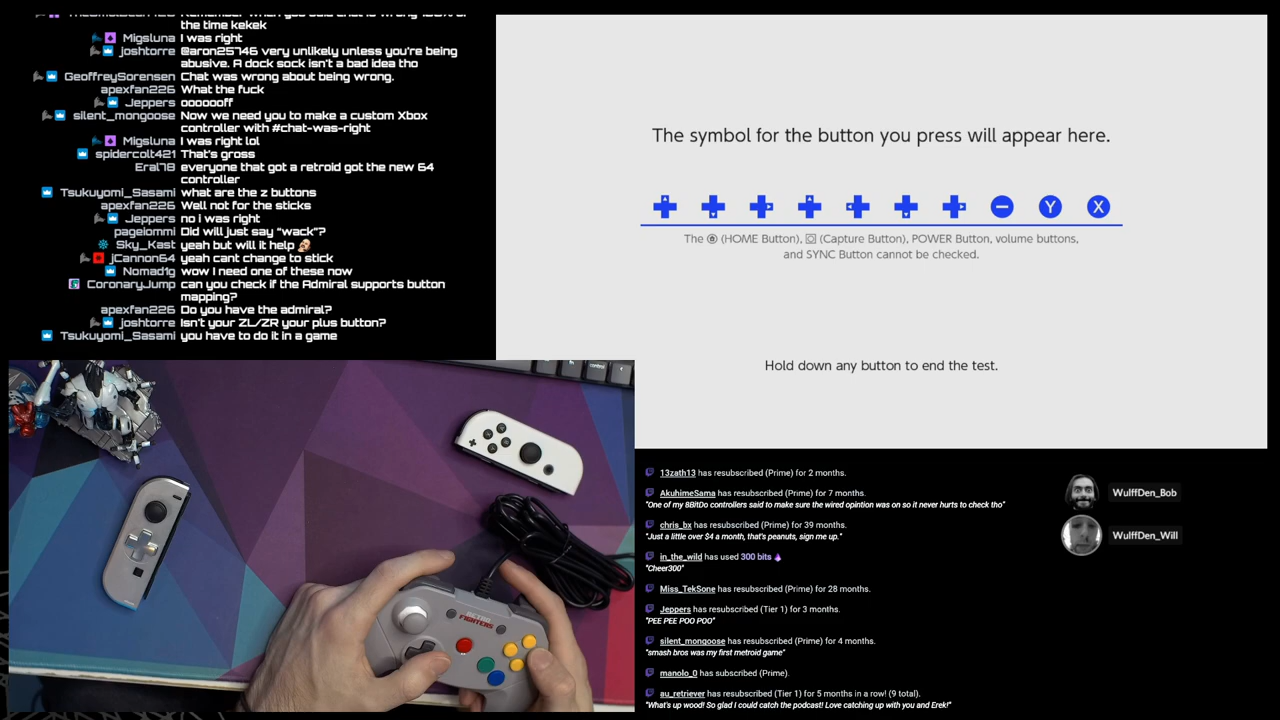 the time kekek
Migsluna I was right
joshtorre @aron25746 very unlikely unless you're being
abusive. A dock sock isn't a bad idea tho
GeoffreySorensen Chat was wrong about being wrong.
apexfan226 What the fuck
Jeppers ooooooff
silent_mongoose Now we need you to make a custom Xbox
controller with #chat-was-right
Migsluna I was right lol
spidercolt421 That's gross
Eral78 everyone that got a retroid got the new 64
controller
Tsukuyomi_Sasami what are the z buttons
apexfan226 Well not for the sticks
Jeppers no i was right
pageiommi Did will just say "wack"?
Sky_Kast yeah but will it help
jCannon64 yeah cant change to stick
Nomad1g wow I need one of these now
CoronaryJump can you check if the Admiral supports button
mapping?
apexfan226 Do you have the admiral?
joshtorre Isn't your ZL/ZR your plus button?
Tsukuyomi_Sasami you have to do it in a game
The symbol for the button you press will appear here.
Y X
The (HOME Button), (Capture Button), POWER Button, volume buttons,
and SYNC Button cannot be checked.
Hold down any button to end the test.
control
RETRO
FIGHTERS
13zath13 has resubscribed (Prime) for 2 months.
AkuhimeSama has resubscribed (Prime) for 7 months.
"One of my 8BitDo controllers said to make sure the wired opintion was on so it never hurts to check tho"
chris_bx has resubscribed (Prime) for 39 months.
"Just a little over $4 a month, that's peanuts, sign me up."
in_the_wild has used 300 bits
"Cheer300"
Miss_TekSone has resubscribed (Prime) for 28 months.
Jeppers has resubscribed (Tier 1) for 3 months.
"PEE PEE POO POO"
silent_mongoose has resubscribed (Prime) for 4 months.
"smash bros was my first metroid game"
manolo_0 has subscribed (Prime).
au_retriever has resubscribed (Tier 1) for 5 months in a row! (9 total).
"What's up wood! So glad I could catch the podcast! Love catching up with you and Erek!"
WulffDen_Bob
WulffDen_Will